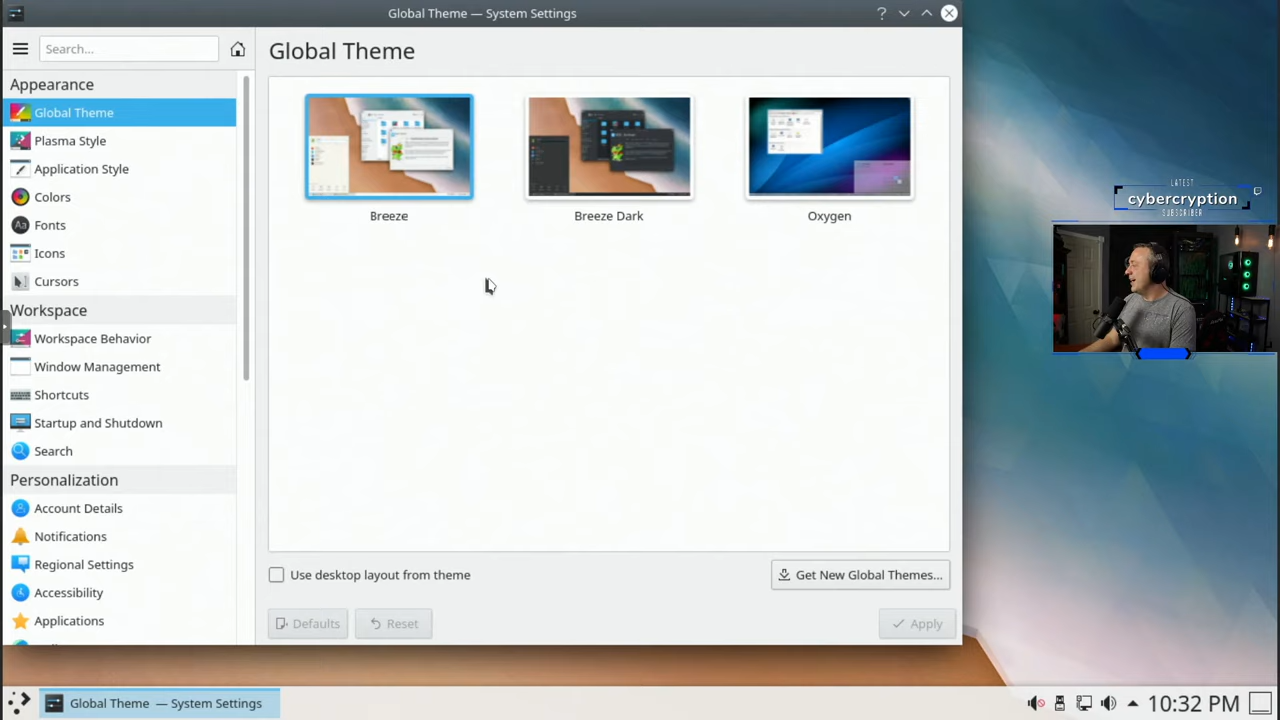 Global Theme — System Settings
Search...
Global Theme
Appearance
Global Theme
Plasma Style
Application Style
Colors
Fonts
Icons
Cursors
Workspace
Workspace Behavior
Window Management
Shortcuts
Startup and Shutdown
Search
Personalization
Account Details
Notifications
Regional Settings
Accessibility
Applications
Breeze
Breeze Dark
Oxygen
Use desktop layout from theme
Get New Global Themes...
Defaults
Reset
Apply
LATEST
cybercryption
SUBSCRIBER
Global Theme — System Settings
10:32 PM